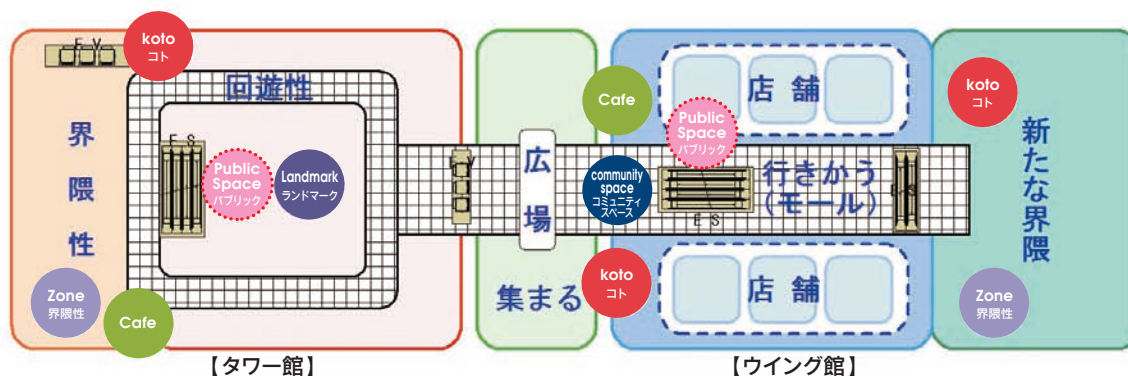 E V
koto
コト
回遊性
界隈性
E S
Public
Space
パブリック
Landmark
ランドマーク
Zone
界隈性
Cafe
【タワー館】
E V
広場
集まる
Cafe
店舗
Public
Space
パブリック
community
space
コミュニティ
スペース
行きかう
(モール)
E S
E S
koto
コト
店舗
【ウイング館】
koto
コト
新たな界隈
Zone
界隈性